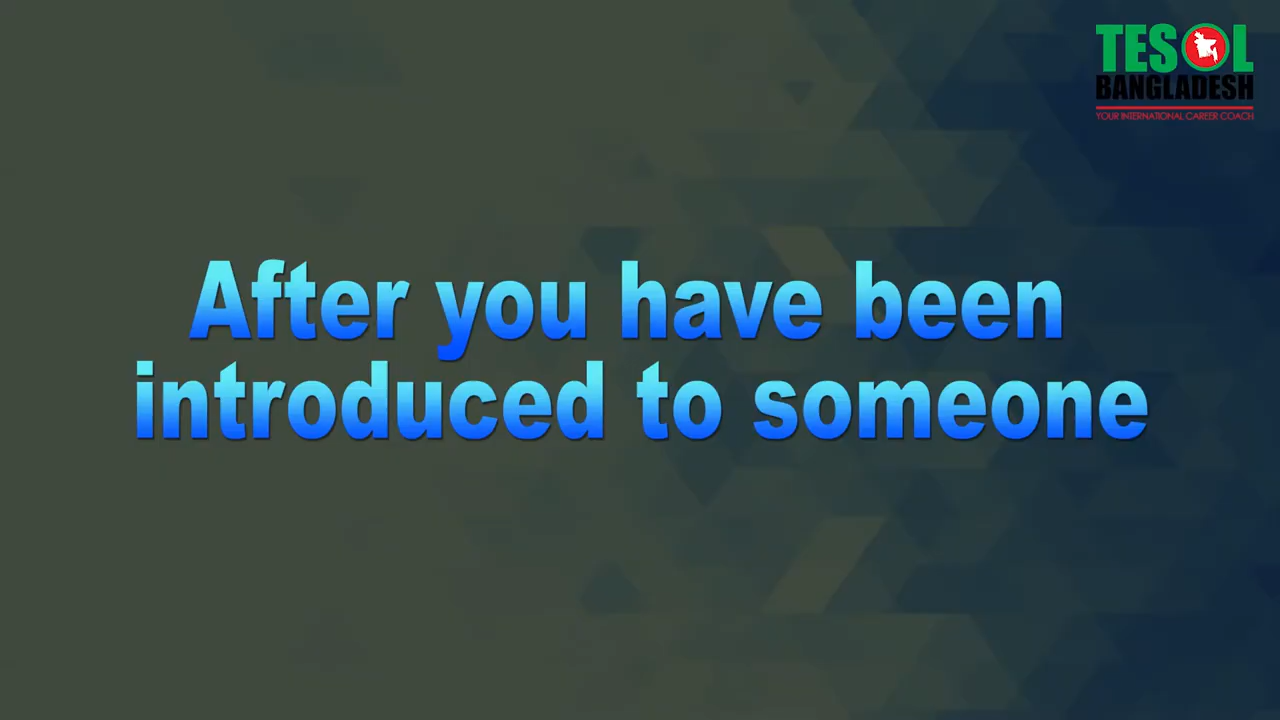 TESOL
BANGLADESH
YOUR INTERNATIONAL CAREER COACH
After you have been
introduced to someone